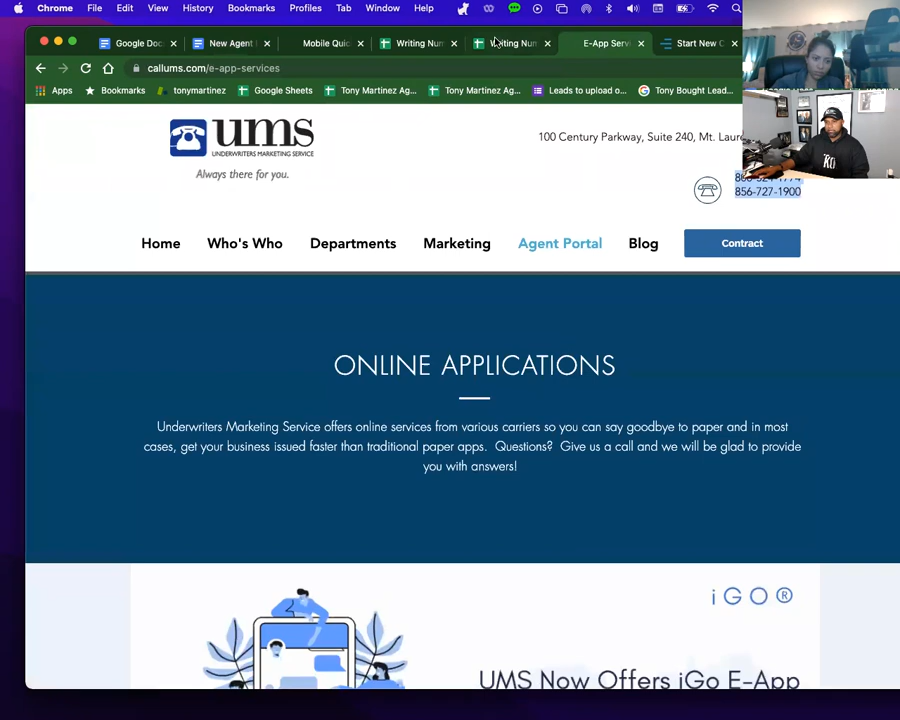 Chrome File Edit View History Bookmarks Profiles Tab Window Help
Google Doc New Agent Mobile Quic Writing Num Writing Num E-App Servi Start New C
callums.com/e-app-services
Apps Bookmarks tonymartinez Google Sheets Tony Martinez Ag... Tony Martinez Ag... Leads to upload o... Tony Bought Lead...
ums
UNDERWRITERS MARKETING SERVICE
Always there for you.
100 Century Parkway, Suite 240, Mt. Laure
856-727-1900
Home Who's Who Departments Marketing Agent Portal Blog Contract
ONLINE APPLICATIONS
Underwriters Marketing Service offers online services from various carriers so you can say goodbye to paper and in most
cases, get your business issued faster than traditional paper apps. Questions? Give us a call and we will be glad to provide
you with answers!
iGO®
UMS Now Offers iGo E-App